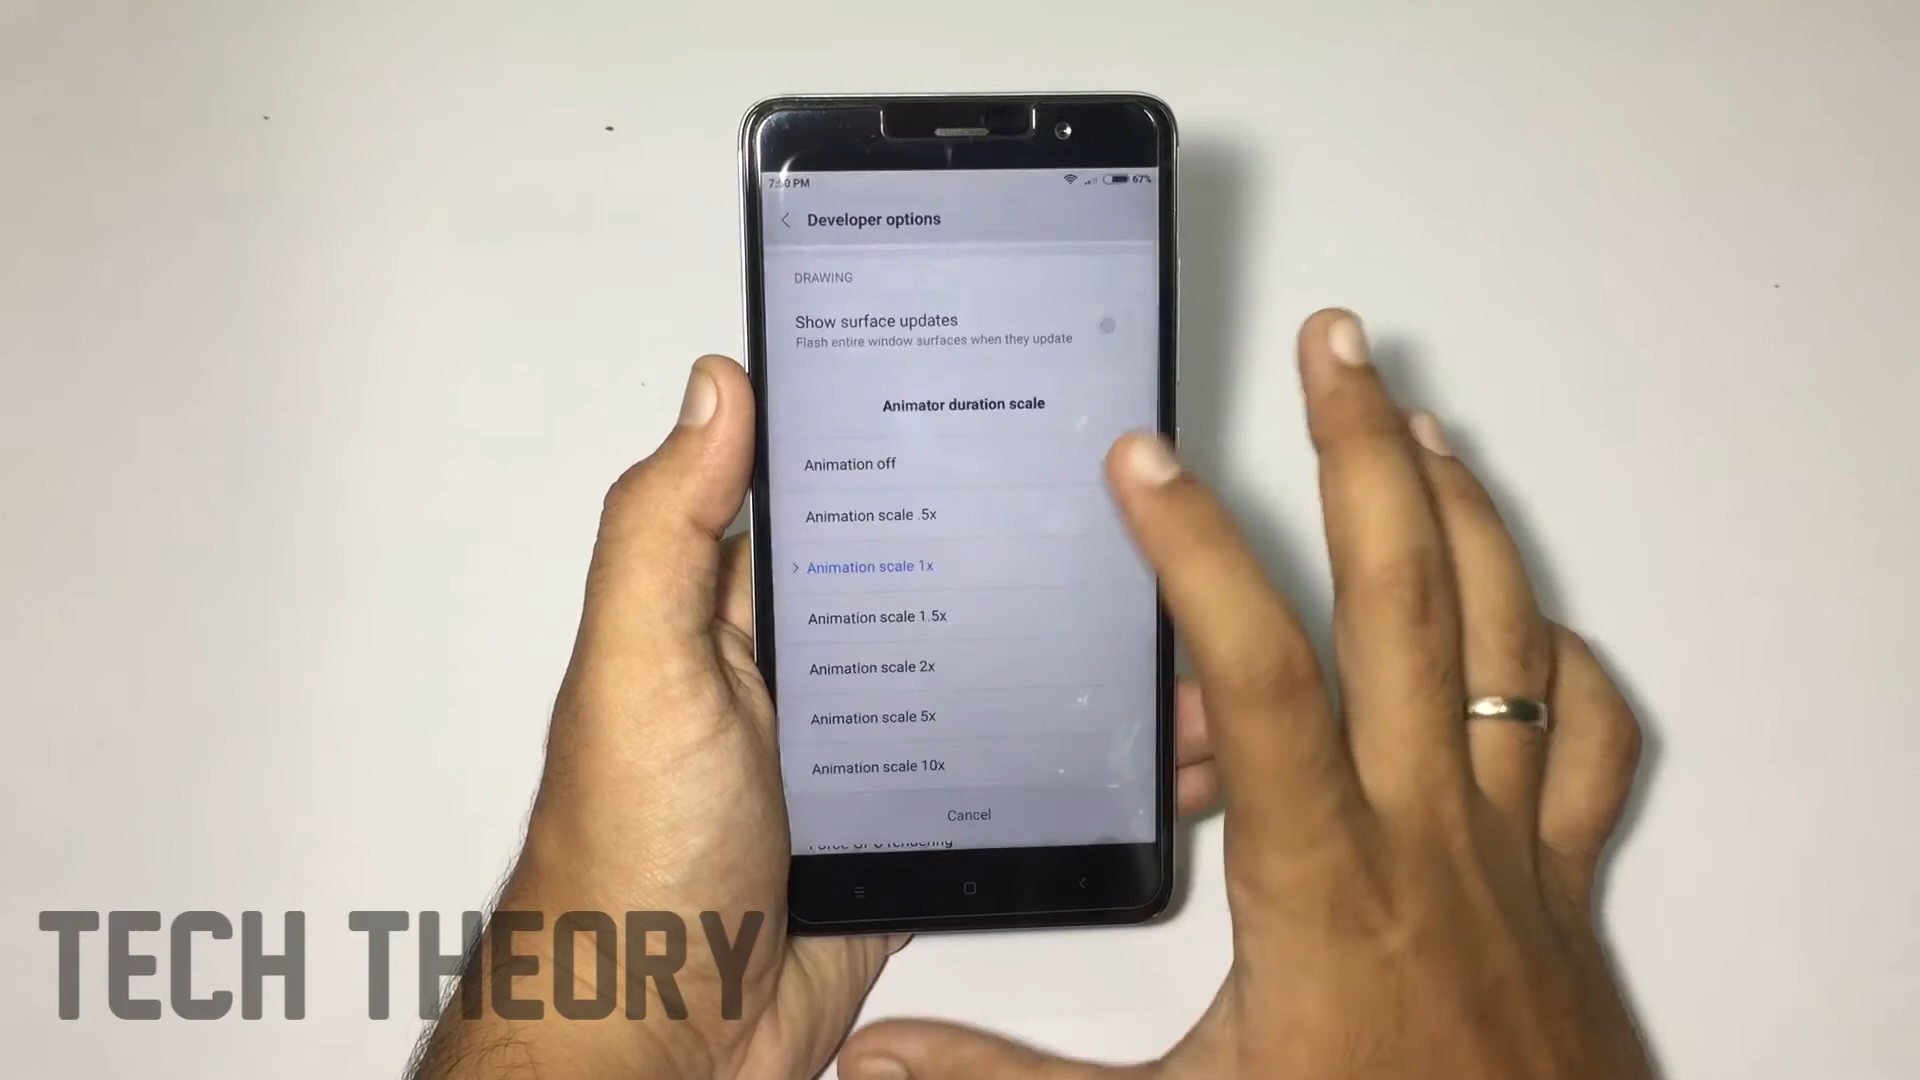 PM
67%
Developer options
DRAWING
Show surface updates
Flash entire window surfaces when they update
Animator duration scale
Animation off
Animation scale .5x
Animation scale 1x
Animation scale 1.5x
Animation scale 2x
Animation scale 5x
Animation scale 10x
Cancel
TECH THEORY